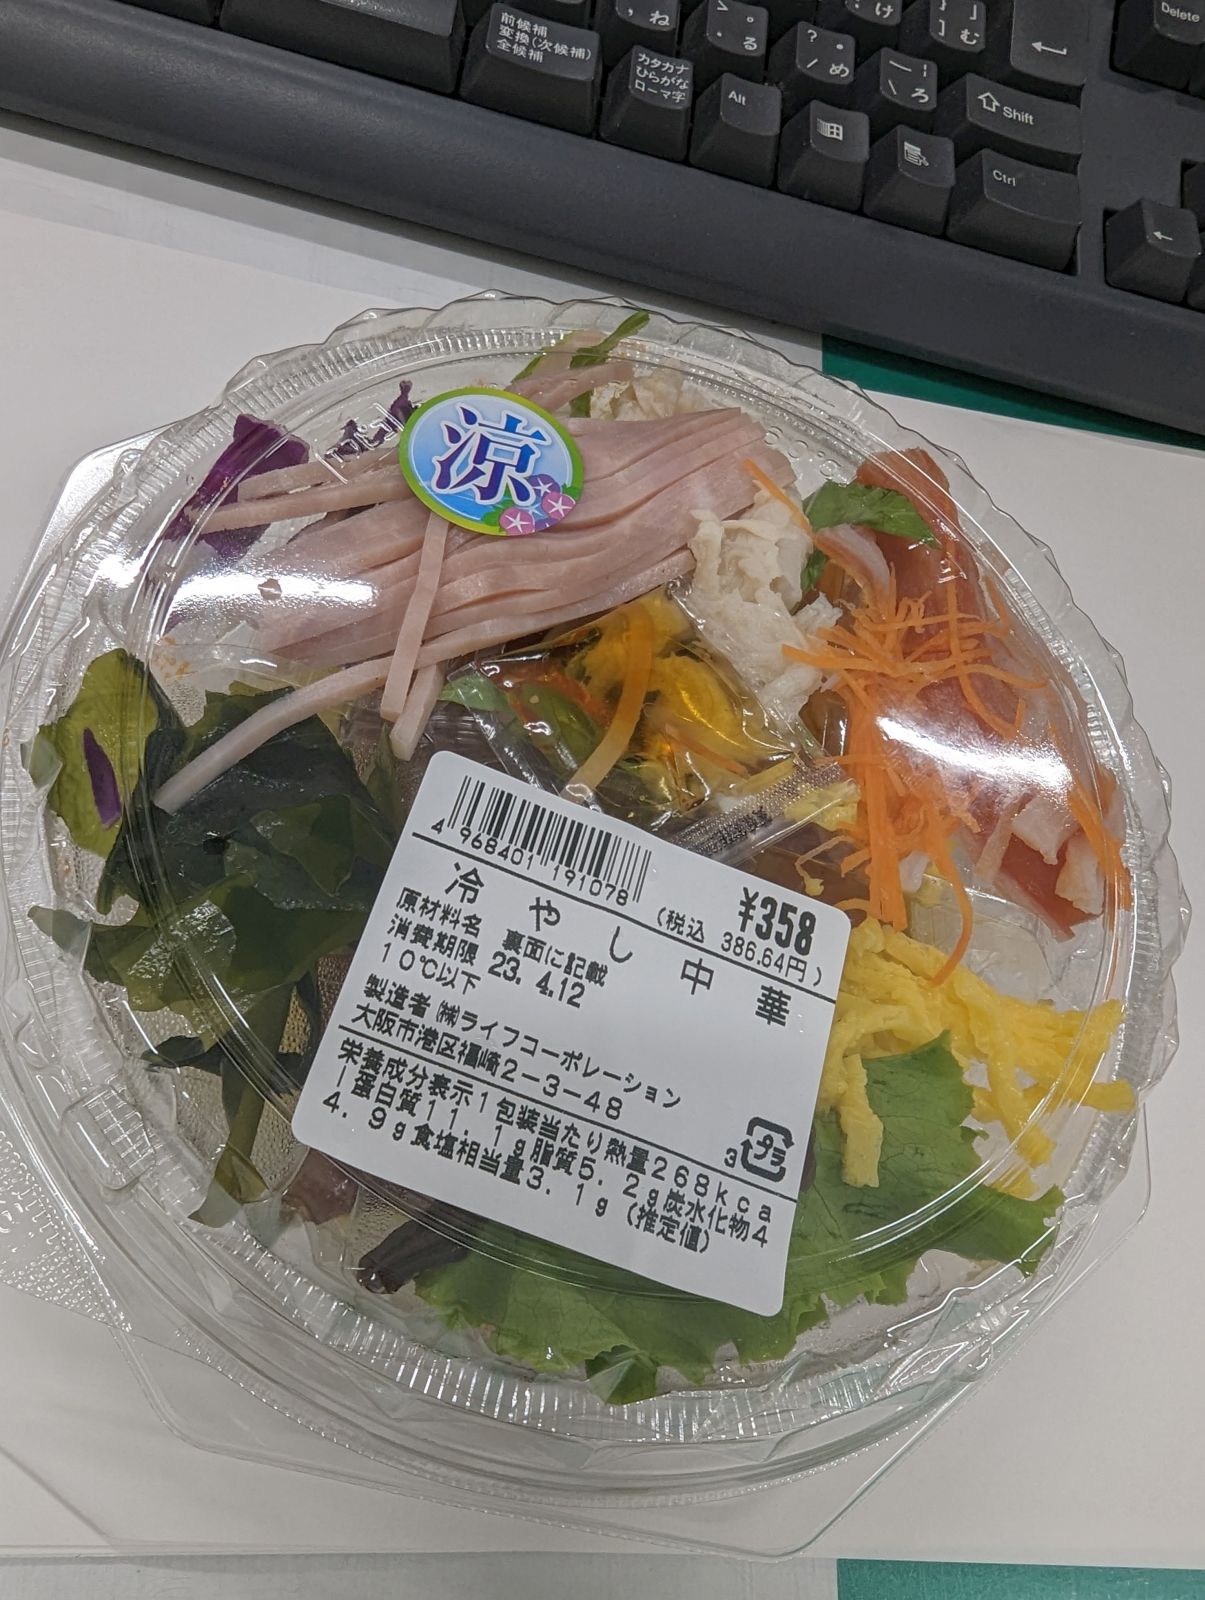 前候補
変換(次候補)
全候補
カタカナ
ひらがな
ローマ字
Alt
Shift
Ctrl
Delete
ね
る
め
ろ
け
む
涼
4 968401 191078
¥358
(税込 386.64円)
冷やし中華
原材料名 裏面に記載
消費期限 23. 4.12
10℃以下
製造者 ㈱ライフコーポレーション
大阪市港区福崎2-3-48
プラ
3
栄養成分表示1包装当たり熱量268kca
l蛋白質11.1g脂質5.2g炭水化物4
4.9g食塩相当量3.1g(推定値)